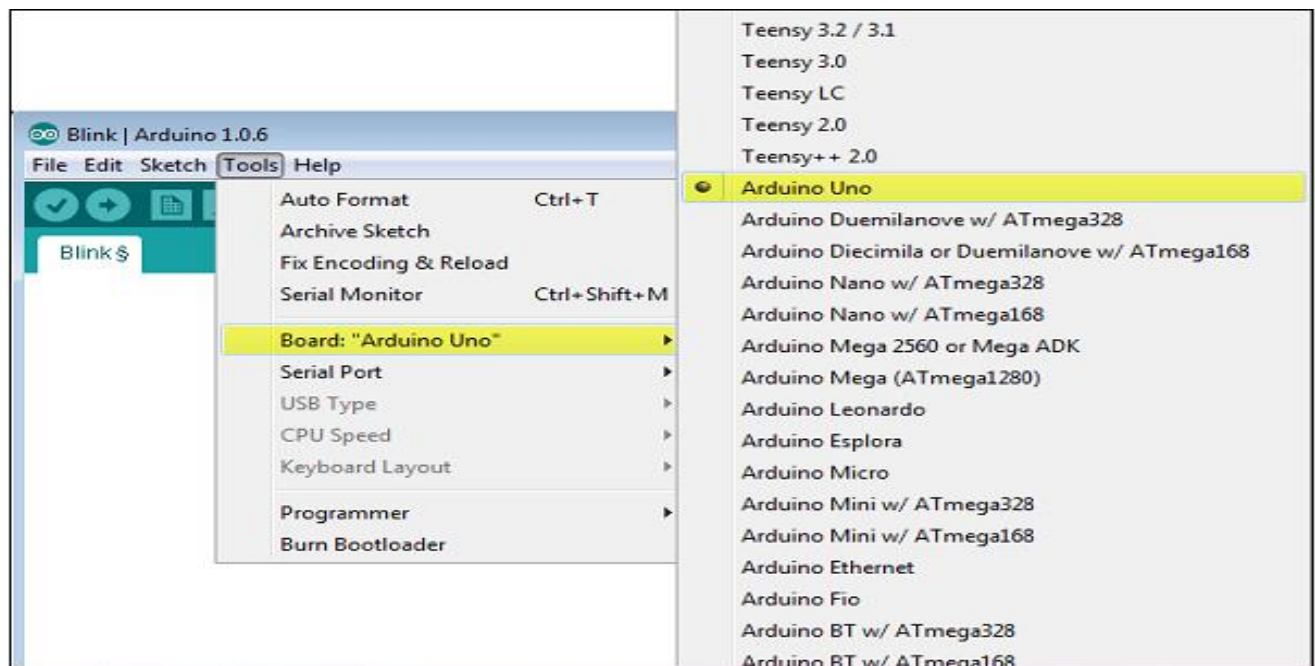 Blink | Arduino 1.0.6
File Edit Sketch Tools Help
Blink §
Auto Format Ctrl+T
Archive Sketch
Fix Encoding & Reload
Serial Monitor Ctrl+Shift+M
Board: "Arduino Uno"
Serial Port
USB Type
CPU Speed
Keyboard Layout
Programmer
Burn Bootloader
Teensy 3.2 / 3.1
Teensy 3.0
Teensy LC
Teensy 2.0
Teensy++ 2.0
Arduino Uno
Arduino Duemilanove w/ ATmega328
Arduino Diecimila or Duemilanove w/ ATmega168
Arduino Nano w/ ATmega328
Arduino Nano w/ ATmega168
Arduino Mega 2560 or Mega ADK
Arduino Mega (ATmega1280)
Arduino Leonardo
Arduino Esplora
Arduino Micro
Arduino Mini w/ ATmega328
Arduino Mini w/ ATmega168
Arduino Ethernet
Arduino Fio
Arduino BT w/ ATmega328
Arduino BT w/ ATmega168